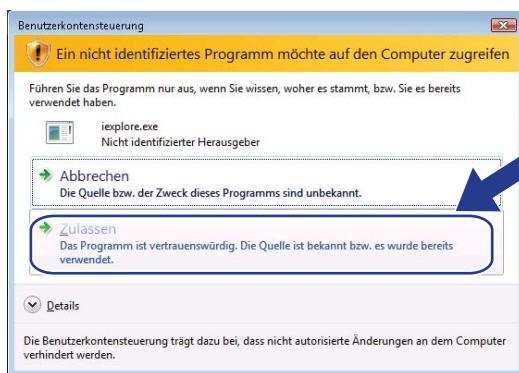 Benutzerkontensteuerung
Ein nicht identifiziertes Programm möchte auf den Computer zugreifen
Führen Sie das Programm nur aus, wenn Sie wissen, woher es stammt, bzw. Sie es bereits
verwendet haben.
iexplore.exe
Nicht identifizierter Herausgeber
Abbrechen
Die Quelle bzw. der Zweck dieses Programms sind unbekannt.
Zulassen
Das Programm ist vertrauenswürdig. Die Quelle ist bekannt bzw. es wurde bereits
verwendet.
Details
Die Benutzerkontensteuerung trägt dazu bei, dass nicht autorisierte Änderungen an dem Computer
verhindert werden.